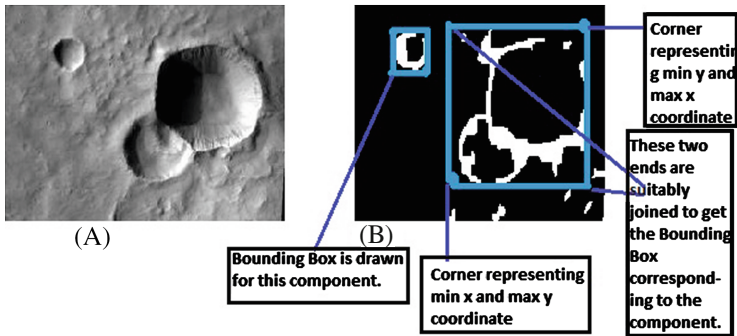 Corner
representin
g min y and
max x
coordinate
These two
ends are
suitably
joined to get
the Bounding
Box
correspond-
ing to the
component.
(A)
(B)
Bounding Box is drawn
for this component.
Corner representing
min x and max y
coordinate